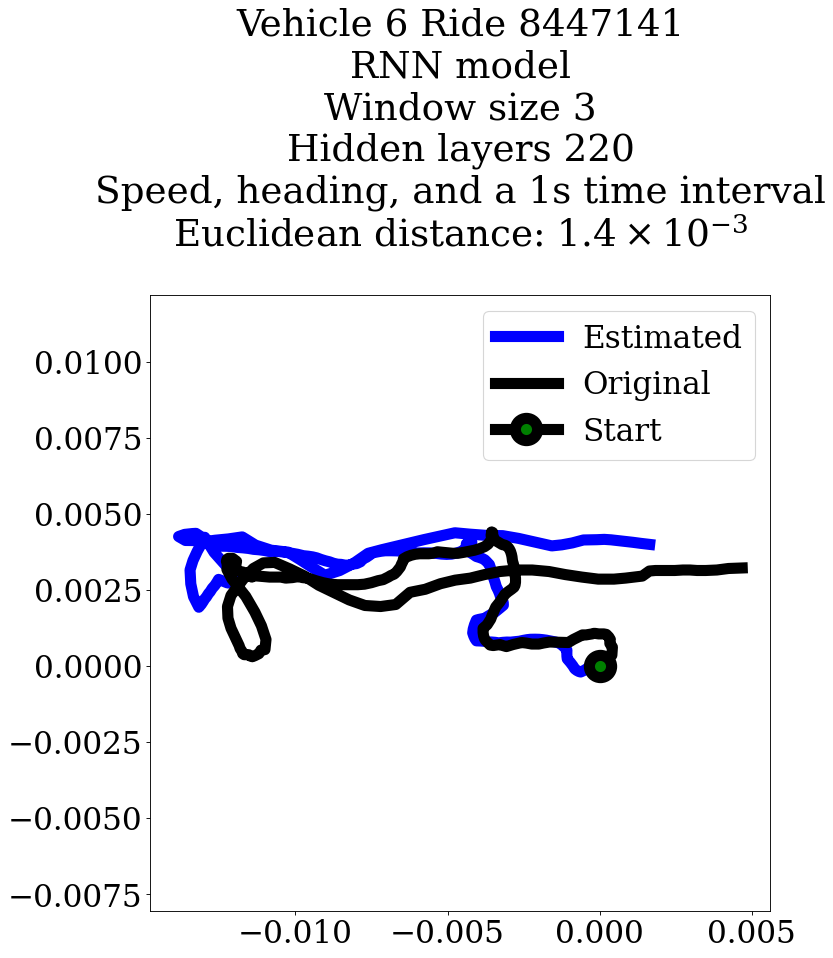 Vehicle 6 Ride 8447141
RNN model
Window size 3
Hidden layers 220
Speed, heading, and a 1s time interval
Euclidean distance: 1.4 × 10⁻³
Estimated
Original
Start
0.0100
0.0075
0.0050
0.0025
0.0000
−0.0025
−0.0050
−0.0075
−0.010 −0.005 0.000 0.005